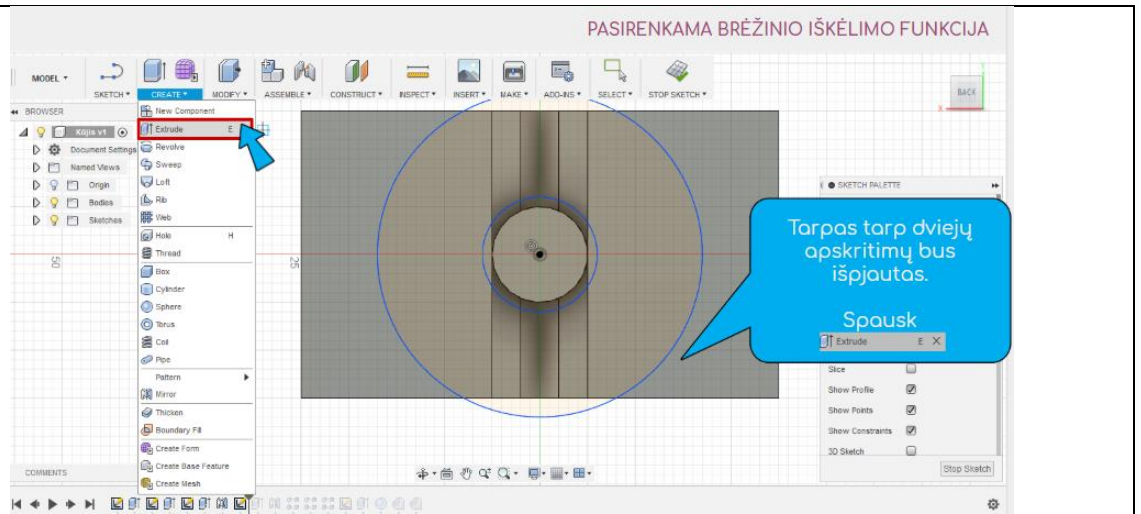 PASIRENKAMA BRĖŽINIO IŠKĖLIMO FUNKCIJA
MODEL
SKETCH
CREATE
MODIFY
ASSEMBLE
CONSTRUCT
INSPECT
INSERT
MAKE
ADD-INS
SELECT
STOP SKETCH
BROWSER
Kūjis v1
Document Settings
Named Views
Origin
Bodies
Sketches
New Component
Extrude E
Revolve
Sweep
Loft
Rib
Web
Hole H
Thread
Box
Cylinder
Sphere
Torus
Coil
Pipe
Pattern
Mirror
Thicken
Boundary Fill
Create Form
Create Base Feature
Create Mesh
50
25
BACK
X
SKETCH PALETTE
Tarpas tarp dviejų
apskritimų bus
išpjautas.
Spausk
Extrude E X
Slice
Show Profile
Show Points
Show Constraints
3D Sketch
Stop Sketch
COMMENTS